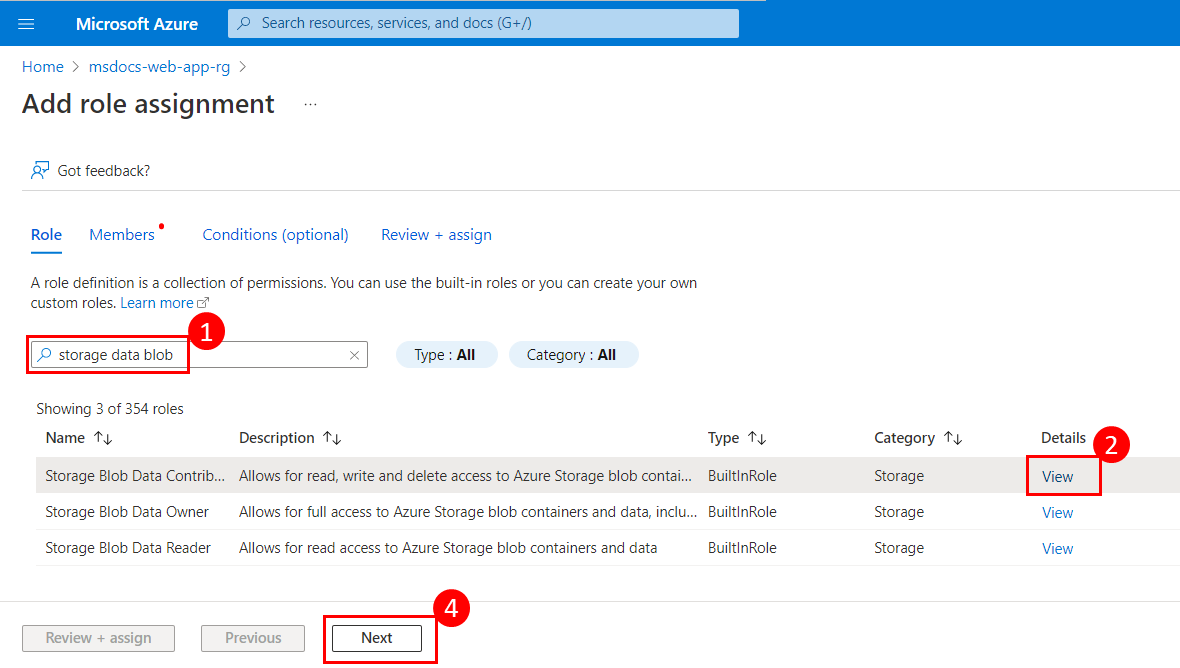 Microsoft Azure
Search resources, services, and docs (G+/)
Home > msdocs-web-app-rg >
Add role assignment ...
Got feedback?
Role Members Conditions (optional) Review + assign
A role definition is a collection of permissions. You can use the built-in roles or you can create your own
custom roles. Learn more
1
storage data blob Type : All Category : All
Showing 3 of 354 roles
Name Description Type Category Details
2
Storage Blob Data Contrib... Allows for read, write and delete access to Azure Storage blob contai... BuiltInRole Storage View
Storage Blob Data Owner Allows for full access to Azure Storage blob containers and data, inclu... BuiltInRole Storage View
Storage Blob Data Reader Allows for read access to Azure Storage blob containers and data BuiltInRole Storage View
4
Review + assign Previous Next